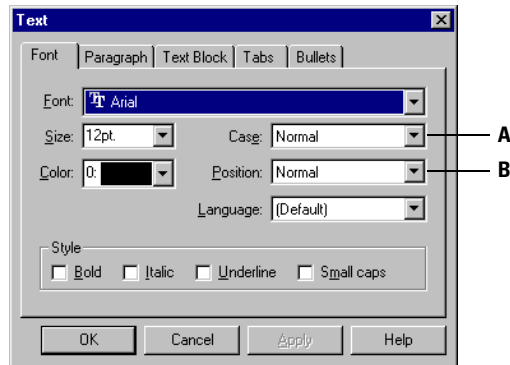 Text
Font Paragraph Text Block Tabs Bullets
Font: Arial
Size: 12pt. Case: Normal A
Color: 0: Position: Normal B
Language: (Default)
Style
Bold Italic Underline Small caps
OK Cancel Apply Help